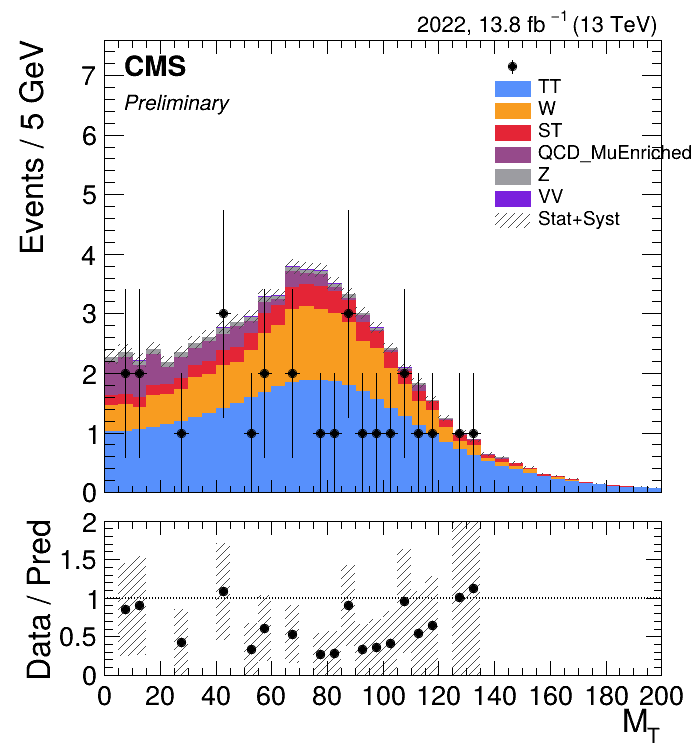 2022, 13.8 fb⁻¹ (13 TeV)
CMS
Preliminary
TT
W
ST
QCD_MuEnriched
Z
VV
Stat+Syst
Events / 5 GeV
7
6
5
4
3
2
1
0
Data / Pred
2
1.5
1
0.5
0
0 20 40 60 80 100 120 140 160 180 200
M_T